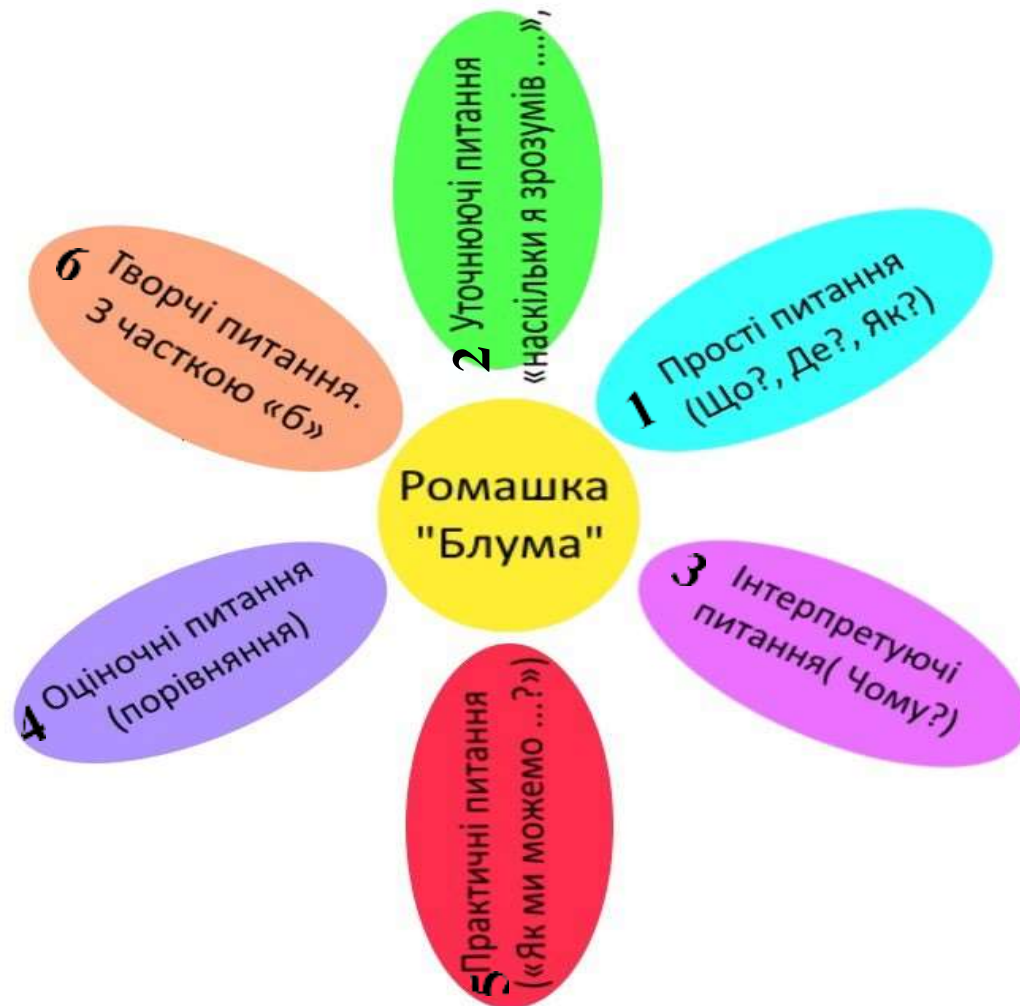 Ромашка
"Блума"
1 Прості питання
(Що?, Де?, Як?)
2 Уточнюючі питання
«наскільки я зрозумів ....»,
3 Інтерпретуючі
питання( Чому?)
4 Оціночні питання
(порівняння)
5 Практичні питання
(«Як ми можемо ...?»)
6 Творчі питання.
З часткою «б»